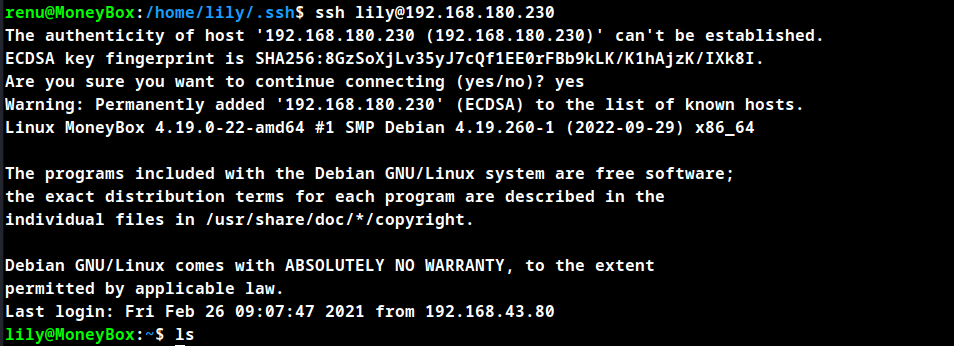 renu@MoneyBox:/home/lily/.ssh$ ssh lily@192.168.180.230
The authenticity of host '192.168.180.230 (192.168.180.230)' can't be established.
ECDSA key fingerprint is SHA256:8GzSoXjLv35yJ7cQf1EE0rFBb9kLK/K1hAjzK/IXk8I.
Are you sure you want to continue connecting (yes/no)? yes
Warning: Permanently added '192.168.180.230' (ECDSA) to the list of known hosts.
Linux MoneyBox 4.19.0-22-amd64 #1 SMP Debian 4.19.260-1 (2022-09-29) x86_64

The programs included with the Debian GNU/Linux system are free software;
the exact distribution terms for each program are described in the
individual files in /usr/share/doc/*/copyright.

Debian GNU/Linux comes with ABSOLUTELY NO WARRANTY, to the extent
permitted by applicable law.
Last login: Fri Feb 26 09:07:47 2021 from 192.168.43.80
lily@MoneyBox:~$ ls